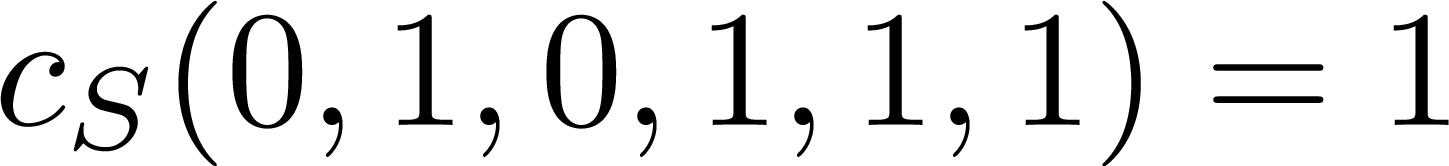 c_S(0, 1, 0, 1, 1, 1) = 1